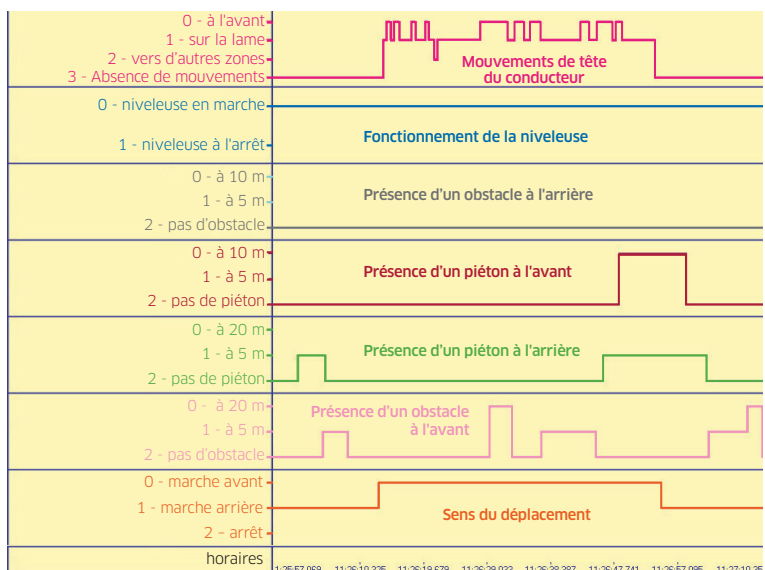 0 - à l'avant
1 - sur la lame
2 - vers d'autres zones
3 - Absence de mouvements
Mouvements de tête
du conducteur
0 - niveleuse en marche
1 - niveleuse à l'arrêt
Fonctionnement de la niveleuse
0 - à 10 m
1 - à 5 m
2 - pas d'obstacle
Présence d'un obstacle à l'arrière
0 - à 10 m
1 - à 5 m
2 - pas de piéton
Présence d'un piéton à l'avant
0 - à 20 m
1 - à 5 m
2 - pas de piéton
Présence d'un piéton à l'arrière
0 - à 20 m
1 - à 5 m
2 - pas d'obstacle
Présence d'un obstacle
à l'avant
0 - marche avant
1 - marche arrière
2 - arrêt
Sens du déplacement
horaires